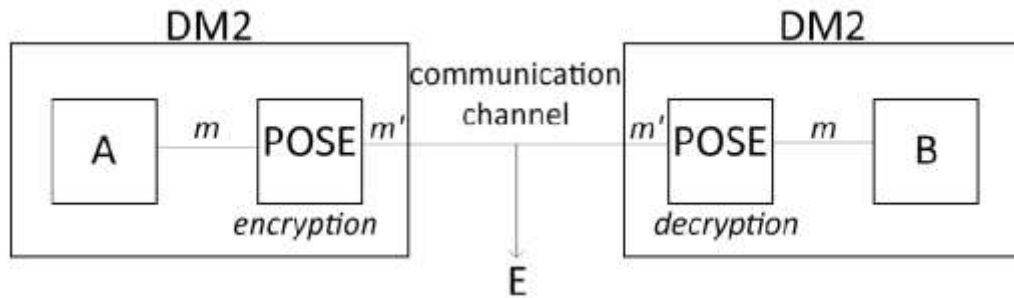 DM2
DM2
communication
channel
A
m
POSE
m'
m'
POSE
m
B
encryption
decryption
E